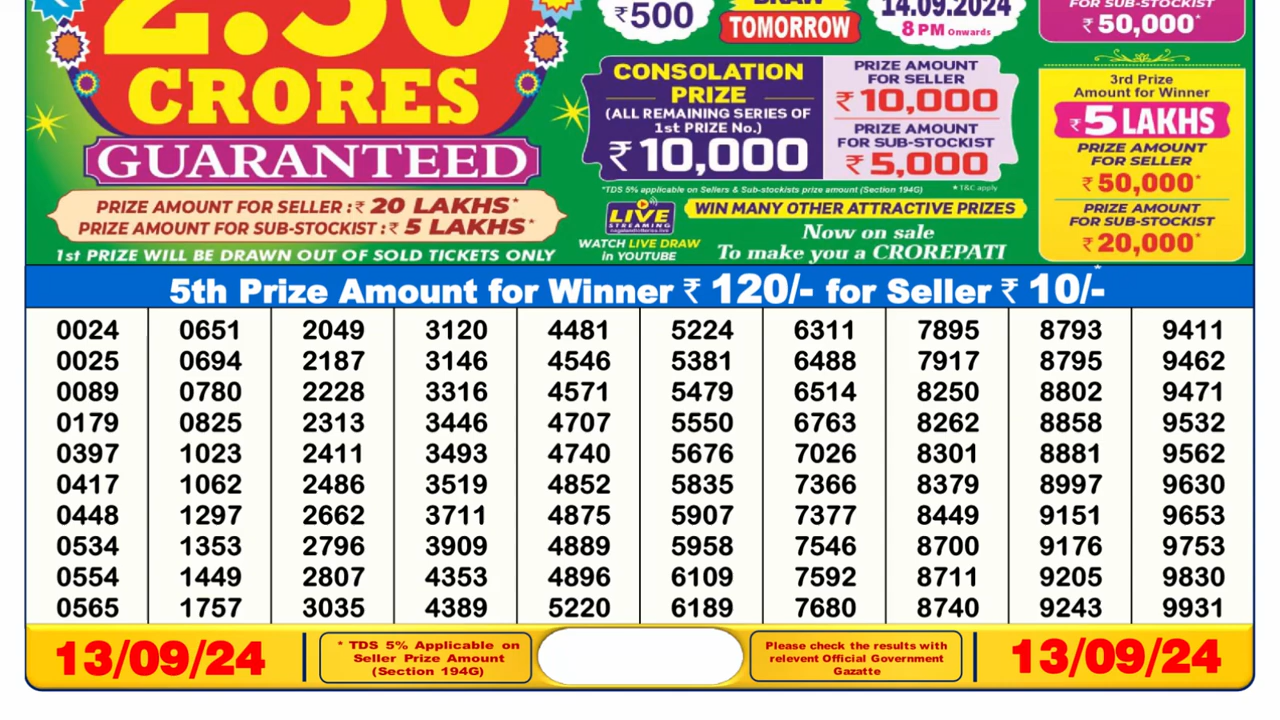 2.50
CRORES
GUARANTEED
PRIZE AMOUNT FOR SELLER :₹ 20 LAKHS*
PRIZE AMOUNT FOR SUB-STOCKIST :₹ 5 LAKHS*
1st PRIZE WILL BE DRAWN OUT OF SOLD TICKETS ONLY
₹500
DRAW
TOMORROW
14.09.2024
8 PM Onwards
CONSOLATION
PRIZE
(ALL REMAINING SERIES OF
1st PRIZE No.)
₹10,000
PRIZE AMOUNT
FOR SELLER
₹10,000
PRIZE AMOUNT
FOR SUB-STOCKIST
₹5,000
*TDS 5% applicable on Sellers & Sub-stockists prize amount (Section 194G)
★T&C apply
LIVE
STREAMING
nagalandlotteries.live
WATCH LIVE DRAW
in YOUTUBE
WIN MANY OTHER ATTRACTIVE PRIZES
Now on sale
To make you a CROREPATI
FOR SUB-STOCKIST
₹50,000*
3rd Prize
Amount for Winner
₹5 LAKHS
PRIZE AMOUNT
FOR SELLER
₹50,000*
PRIZE AMOUNT
FOR SUB-STOCKIST
₹20,000*
5th Prize Amount for Winner ₹ 120/- for Seller ₹ 10/-*
0024 0651 2049 3120 4481 5224 6311 7895 8793 9411
0025 0694 2187 3146 4546 5381 6488 7917 8795 9462
0089 0780 2228 3316 4571 5479 6514 8250 8802 9471
0179 0825 2313 3446 4707 5550 6763 8262 8858 9532
0397 1023 2411 3493 4740 5676 7026 8301 8881 9562
0417 1062 2486 3519 4852 5835 7366 8379 8997 9630
0448 1297 2662 3711 4875 5907 7377 8449 9151 9653
0534 1353 2796 3909 4889 5958 7546 8700 9176 9753
0554 1449 2807 4353 4896 6109 7592 8711 9205 9830
0565 1757 3035 4389 5220 6189 7680 8740 9243 9931
13/09/24
* TDS 5% Applicable on
Seller Prize Amount
(Section 194G)
Please check the results with
relevent Official Government
Gazatte
13/09/24